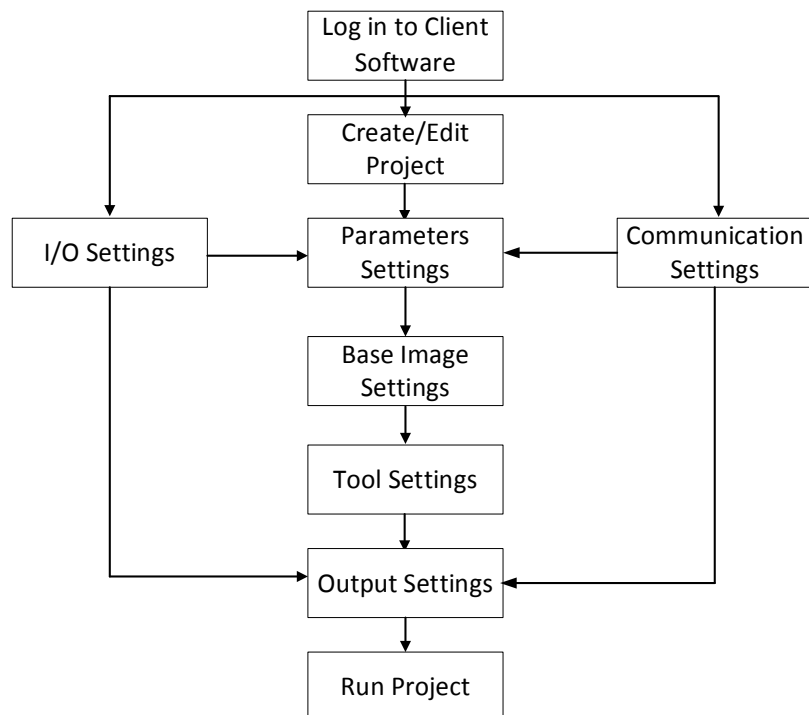 Log in to Client
Software
Create/Edit
Project
I/O Settings
Parameters
Settings
Communication
Settings
Base Image
Settings
Tool Settings
Output Settings
Run Project